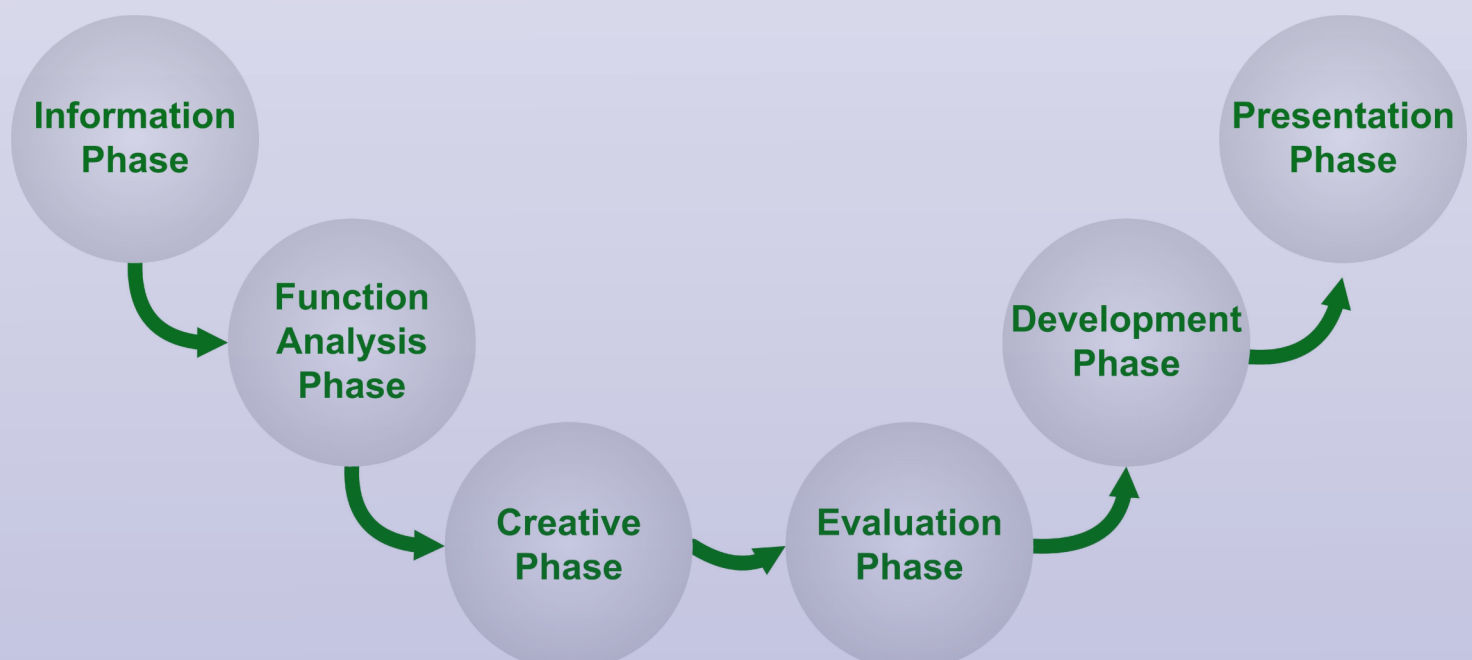 Information
Phase
Function
Analysis
Phase
Creative
Phase
Evaluation
Phase
Development
Phase
Presentation
Phase